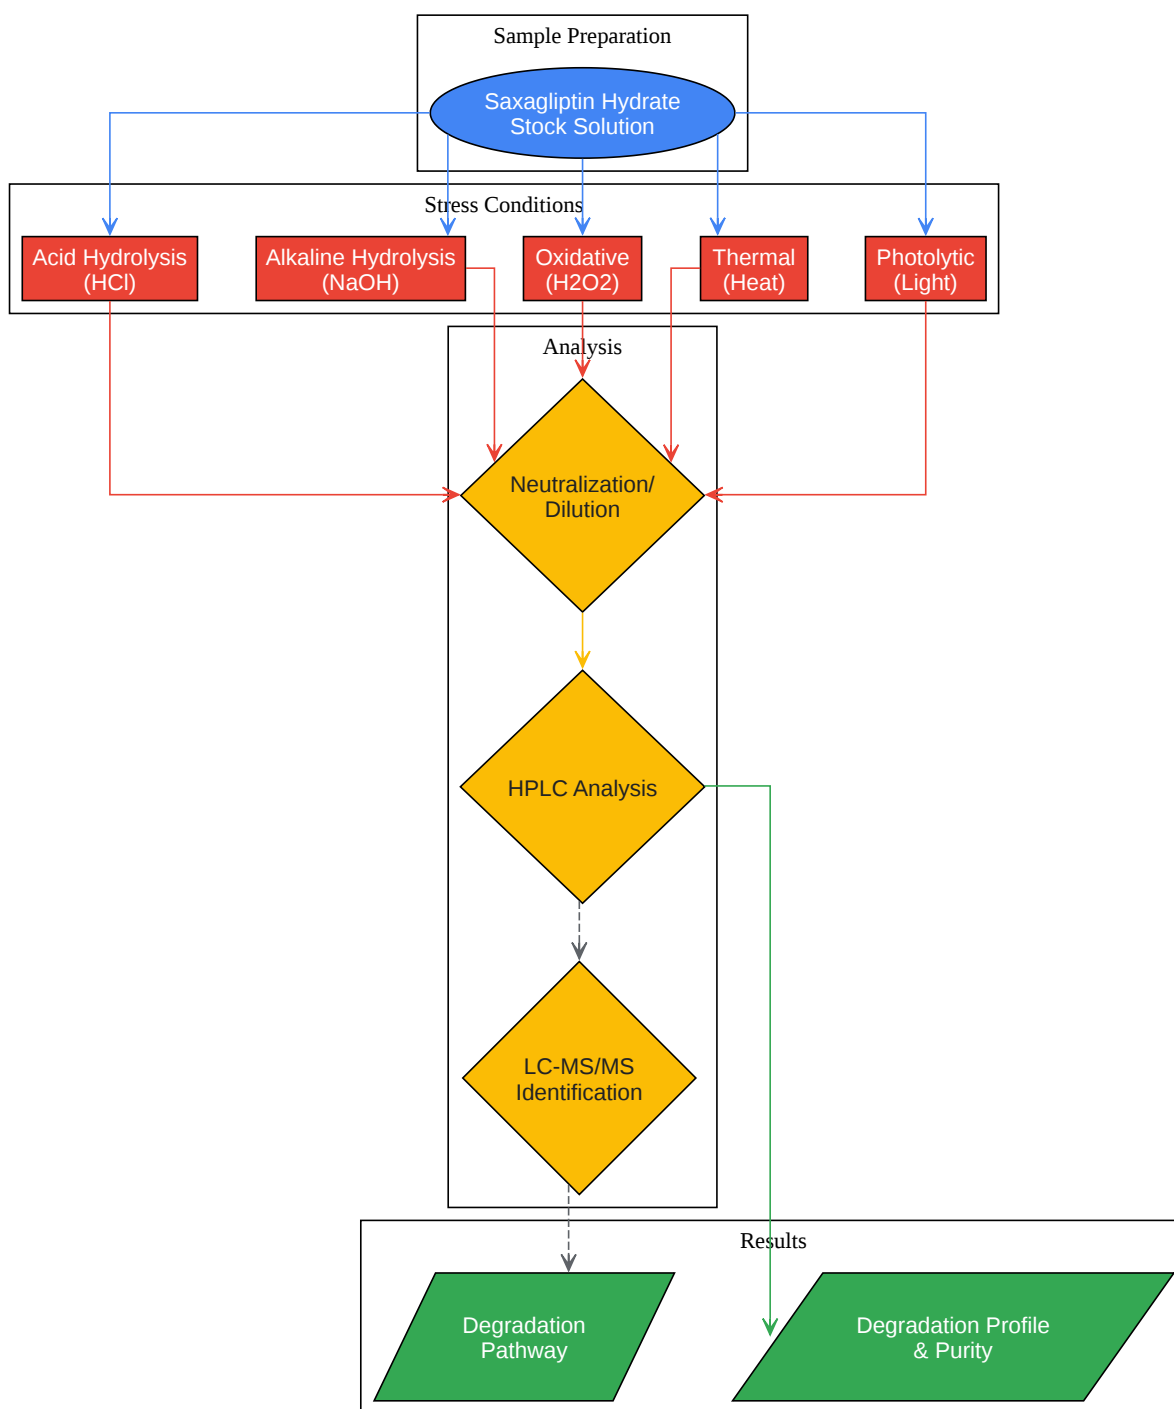 Sample Preparation
Saxagliptin Hydrate
Stock Solution
Stress Conditions
Acid Hydrolysis
(HCl)
Alkaline Hydrolysis
(NaOH)
Oxidative
(H2O2)
Thermal
(Heat)
Photolytic
(Light)
Analysis
Neutralization/
Dilution
HPLC Analysis
LC-MS/MS
Identification
Results
Degradation
Pathway
Degradation Profile
& Purity